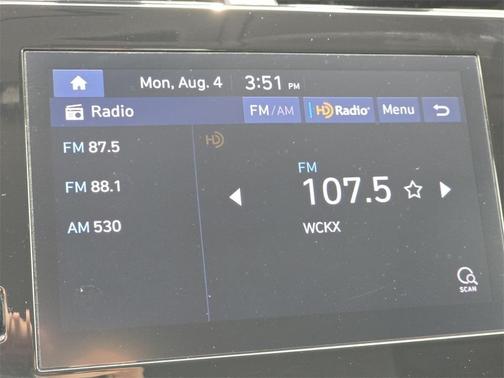 Mon, Aug. 4 3:51 PM
Radio FM/AM HD Radio Menu
FM 87.5
FM 88.1
AM 530
HD
FM
107.5
WCKX
SCAN